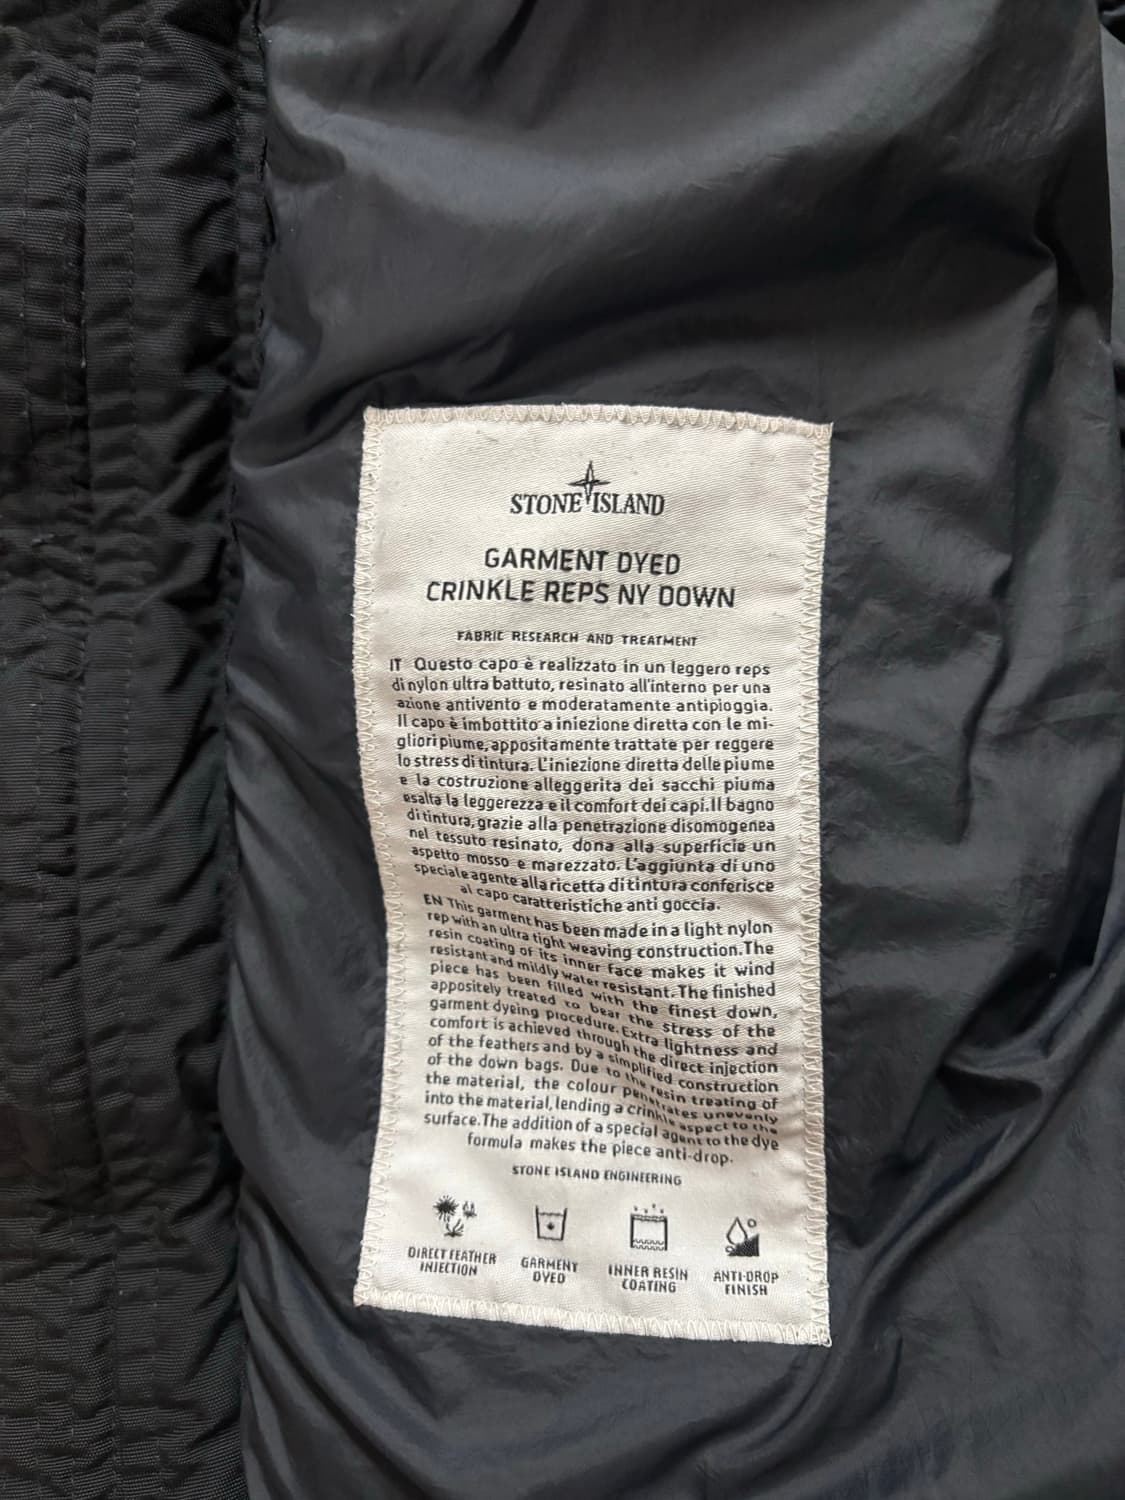 STONE ISLAND
GARMENT DYED
CRINKLE REPS NY DOWN
FABRIC RESEARCH AND TREATMENT
IT Questo capo è realizzato in un leggero reps
di nylon ultra battuto, resinato all'interno per una
azione antivento e moderatamente antipioggia.
Il capo è imbottito a iniezione diretta con le mi-
gliori piume, appositamente trattate per reggere
lo stress di tintura. L'iniezione diretta delle piume
e la costruzione alleggerita dei sacchi piuma
esalta la leggerezza e il comfort dei capi. Il bagno
di tintura, grazie alla penetrazione disomogenea
nel tessuto resinato, dona alla superficie un
aspetto mosso e marezzato. L'aggiunta di uno
speciale agente alla ricetta di tintura conferisce
al capo caratteristiche anti goccia.
EN This garment has been made in a light nylon
rep with an ultra tight weaving construction. The
resin coating of its inner face makes it wind
resistant and mildly water resistant. The finished
piece has been filled with the finest down,
appositely treated to bear the stress of the
garment dyeing procedure. Extra lightness and
comfort is achieved through the direct injection
of the feathers and by a simplified construction
of the down bags. Due to the resin treating of
the material, the colour penetrates unevenly
into the material, lending a crinkle aspect to the
surface. The addition of a special agent to the dye
formula makes the piece anti-drop.
STONE ISLAND ENGINEERING
DIRECT FEATHER
INJECTION
GARMENT
DYED
INNER RESIN
COATING
ANTI-DROP
FINISH